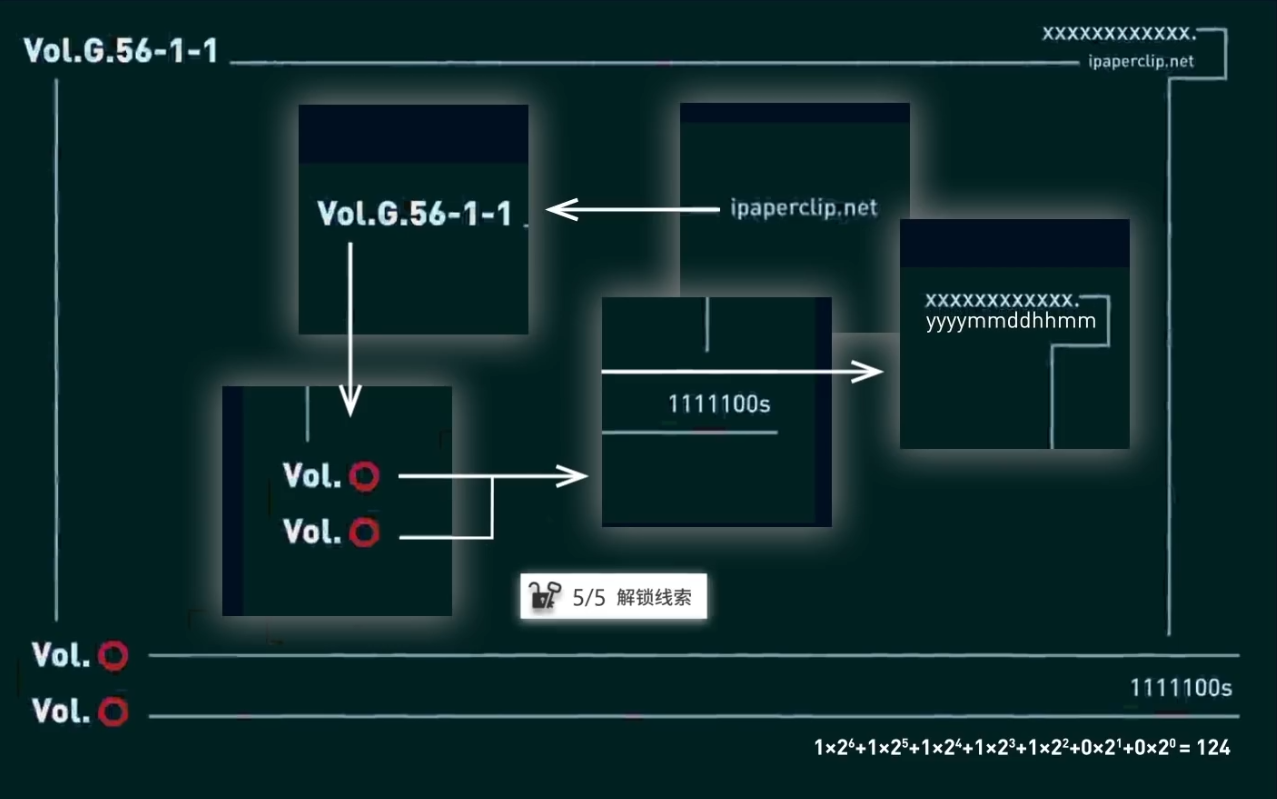 Vol.G.56-1-1
xxxxxxxxxxxx.
ipaperclip.net
Vol.G.56-1-1
ipaperclip.net
xxxxxxxxxxxx.
yyyymmddhhmm
1111100s
Vol.
Vol.
5/5 解锁线索
Vol.
1111100s
Vol.
1×2⁶+1×2⁵+1×2⁴+1×2³+1×2²+0×2¹+0×2⁰ = 124